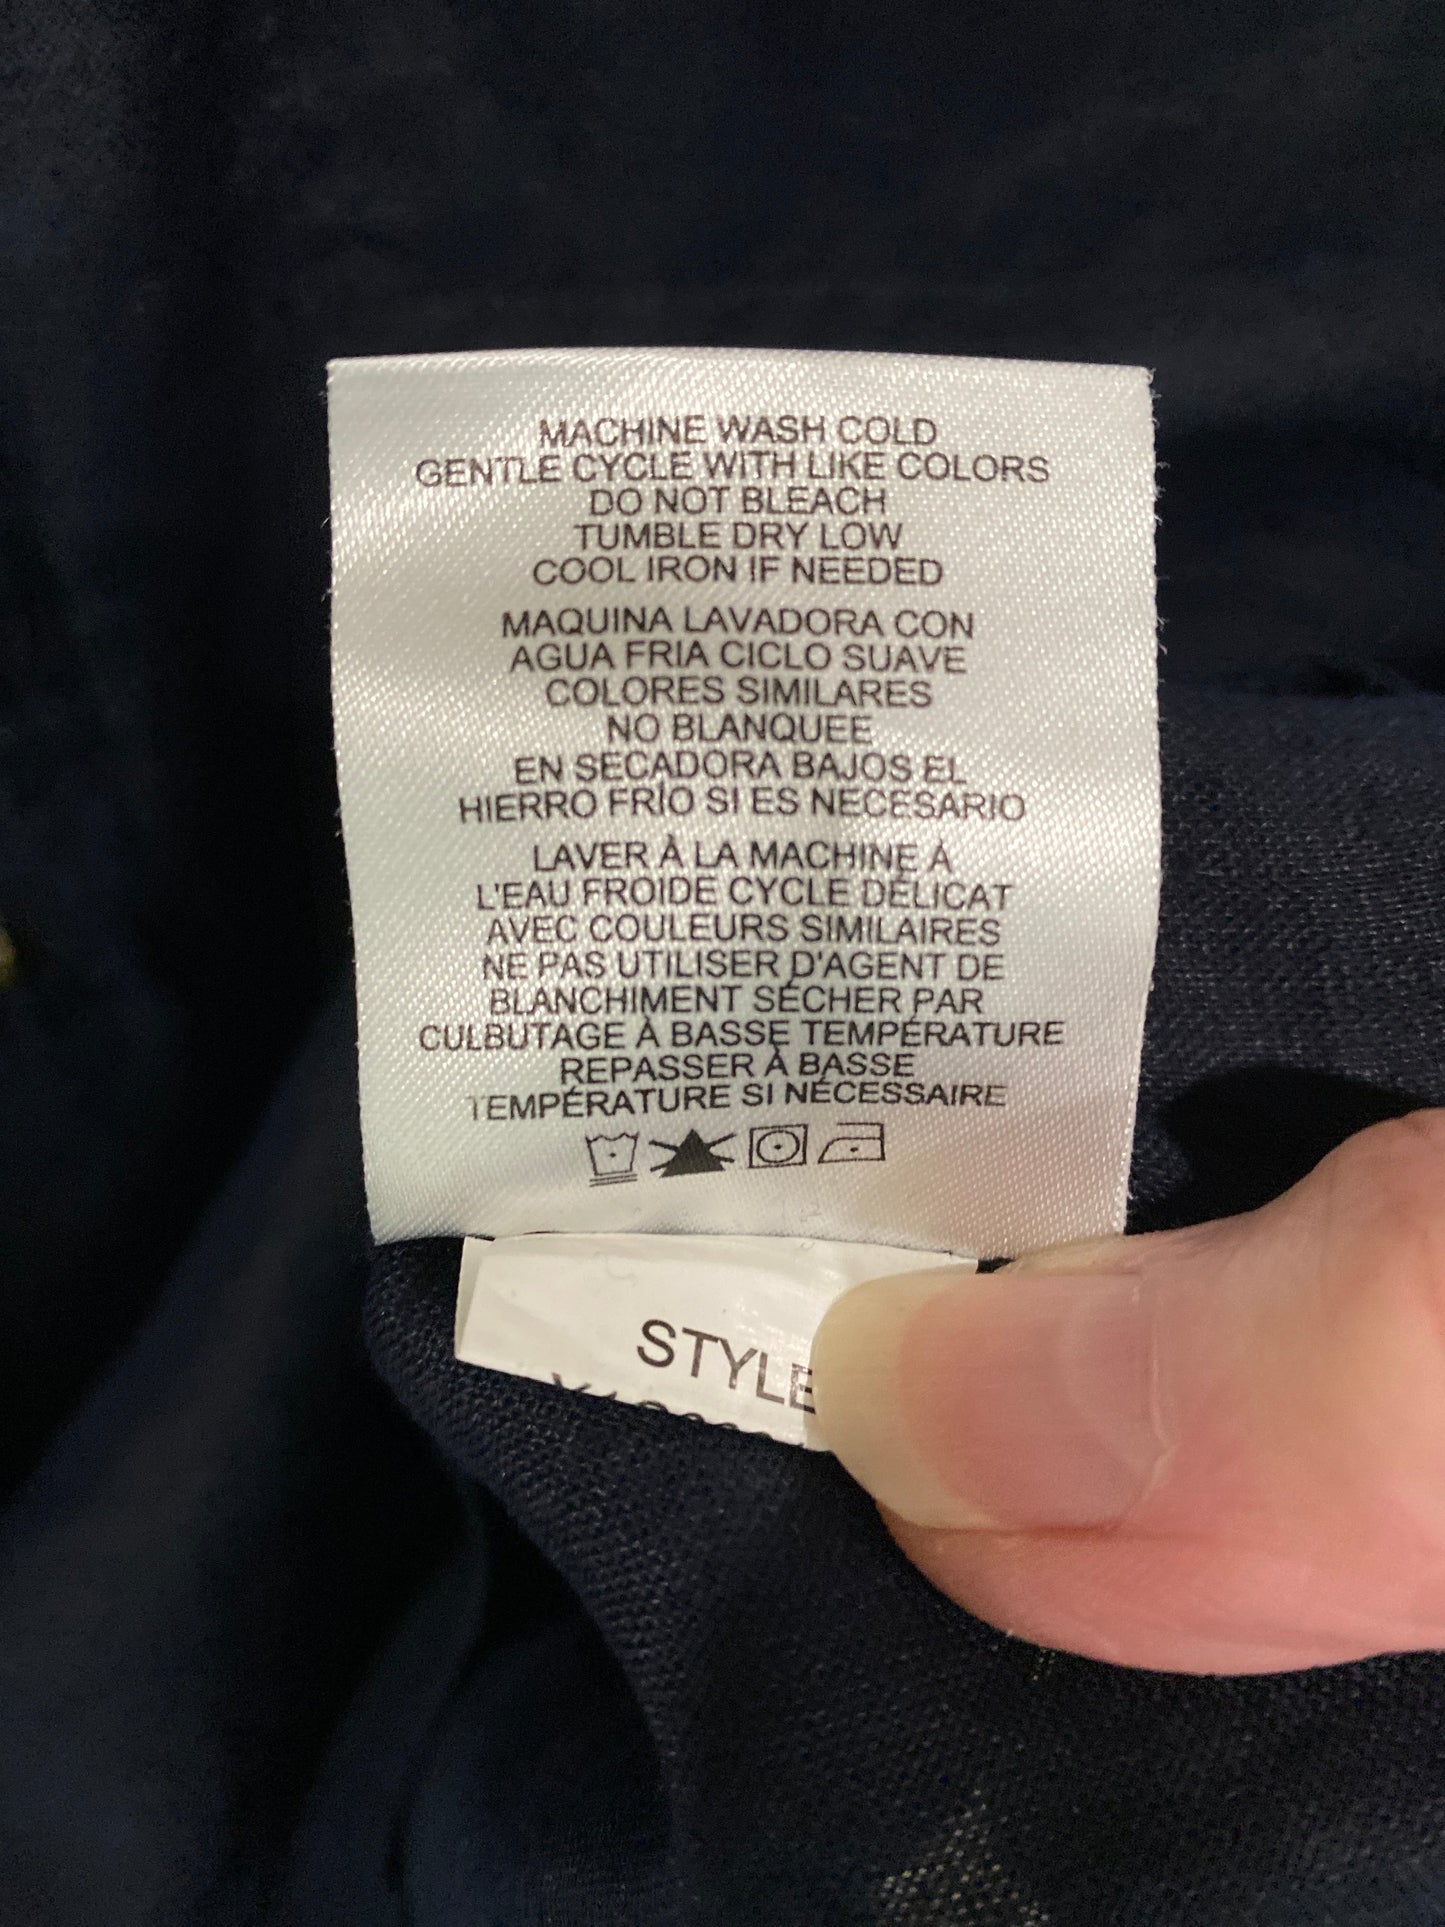 MACHINE WASH COLD
GENTLE CYCLE WITH LIKE COLORS
DO NOT BLEACH
TUMBLE DRY LOW
COOL IRON IF NEEDED
MAQUINA LAVADORA CON
AGUA FRIA CICLO SUAVE
COLORES SIMILARES
NO BLANQUEE
EN SECADORA BAJOS EL
HIERRO FRÍO SI ES NECESARIO
LAVER À LA MACHINE À
L'EAU FROIDE CYCLE DÉLICAT
AVEC COULEURS SIMILAIRES
NE PAS UTILISER D'AGENT DE
BLANCHIMENT SÉCHER PAR
CULBUTAGE À BASSE TEMPÉRATURE
REPASSER À BASSE
TEMPÉRATURE SI NÉCESSAIRE
STYLE